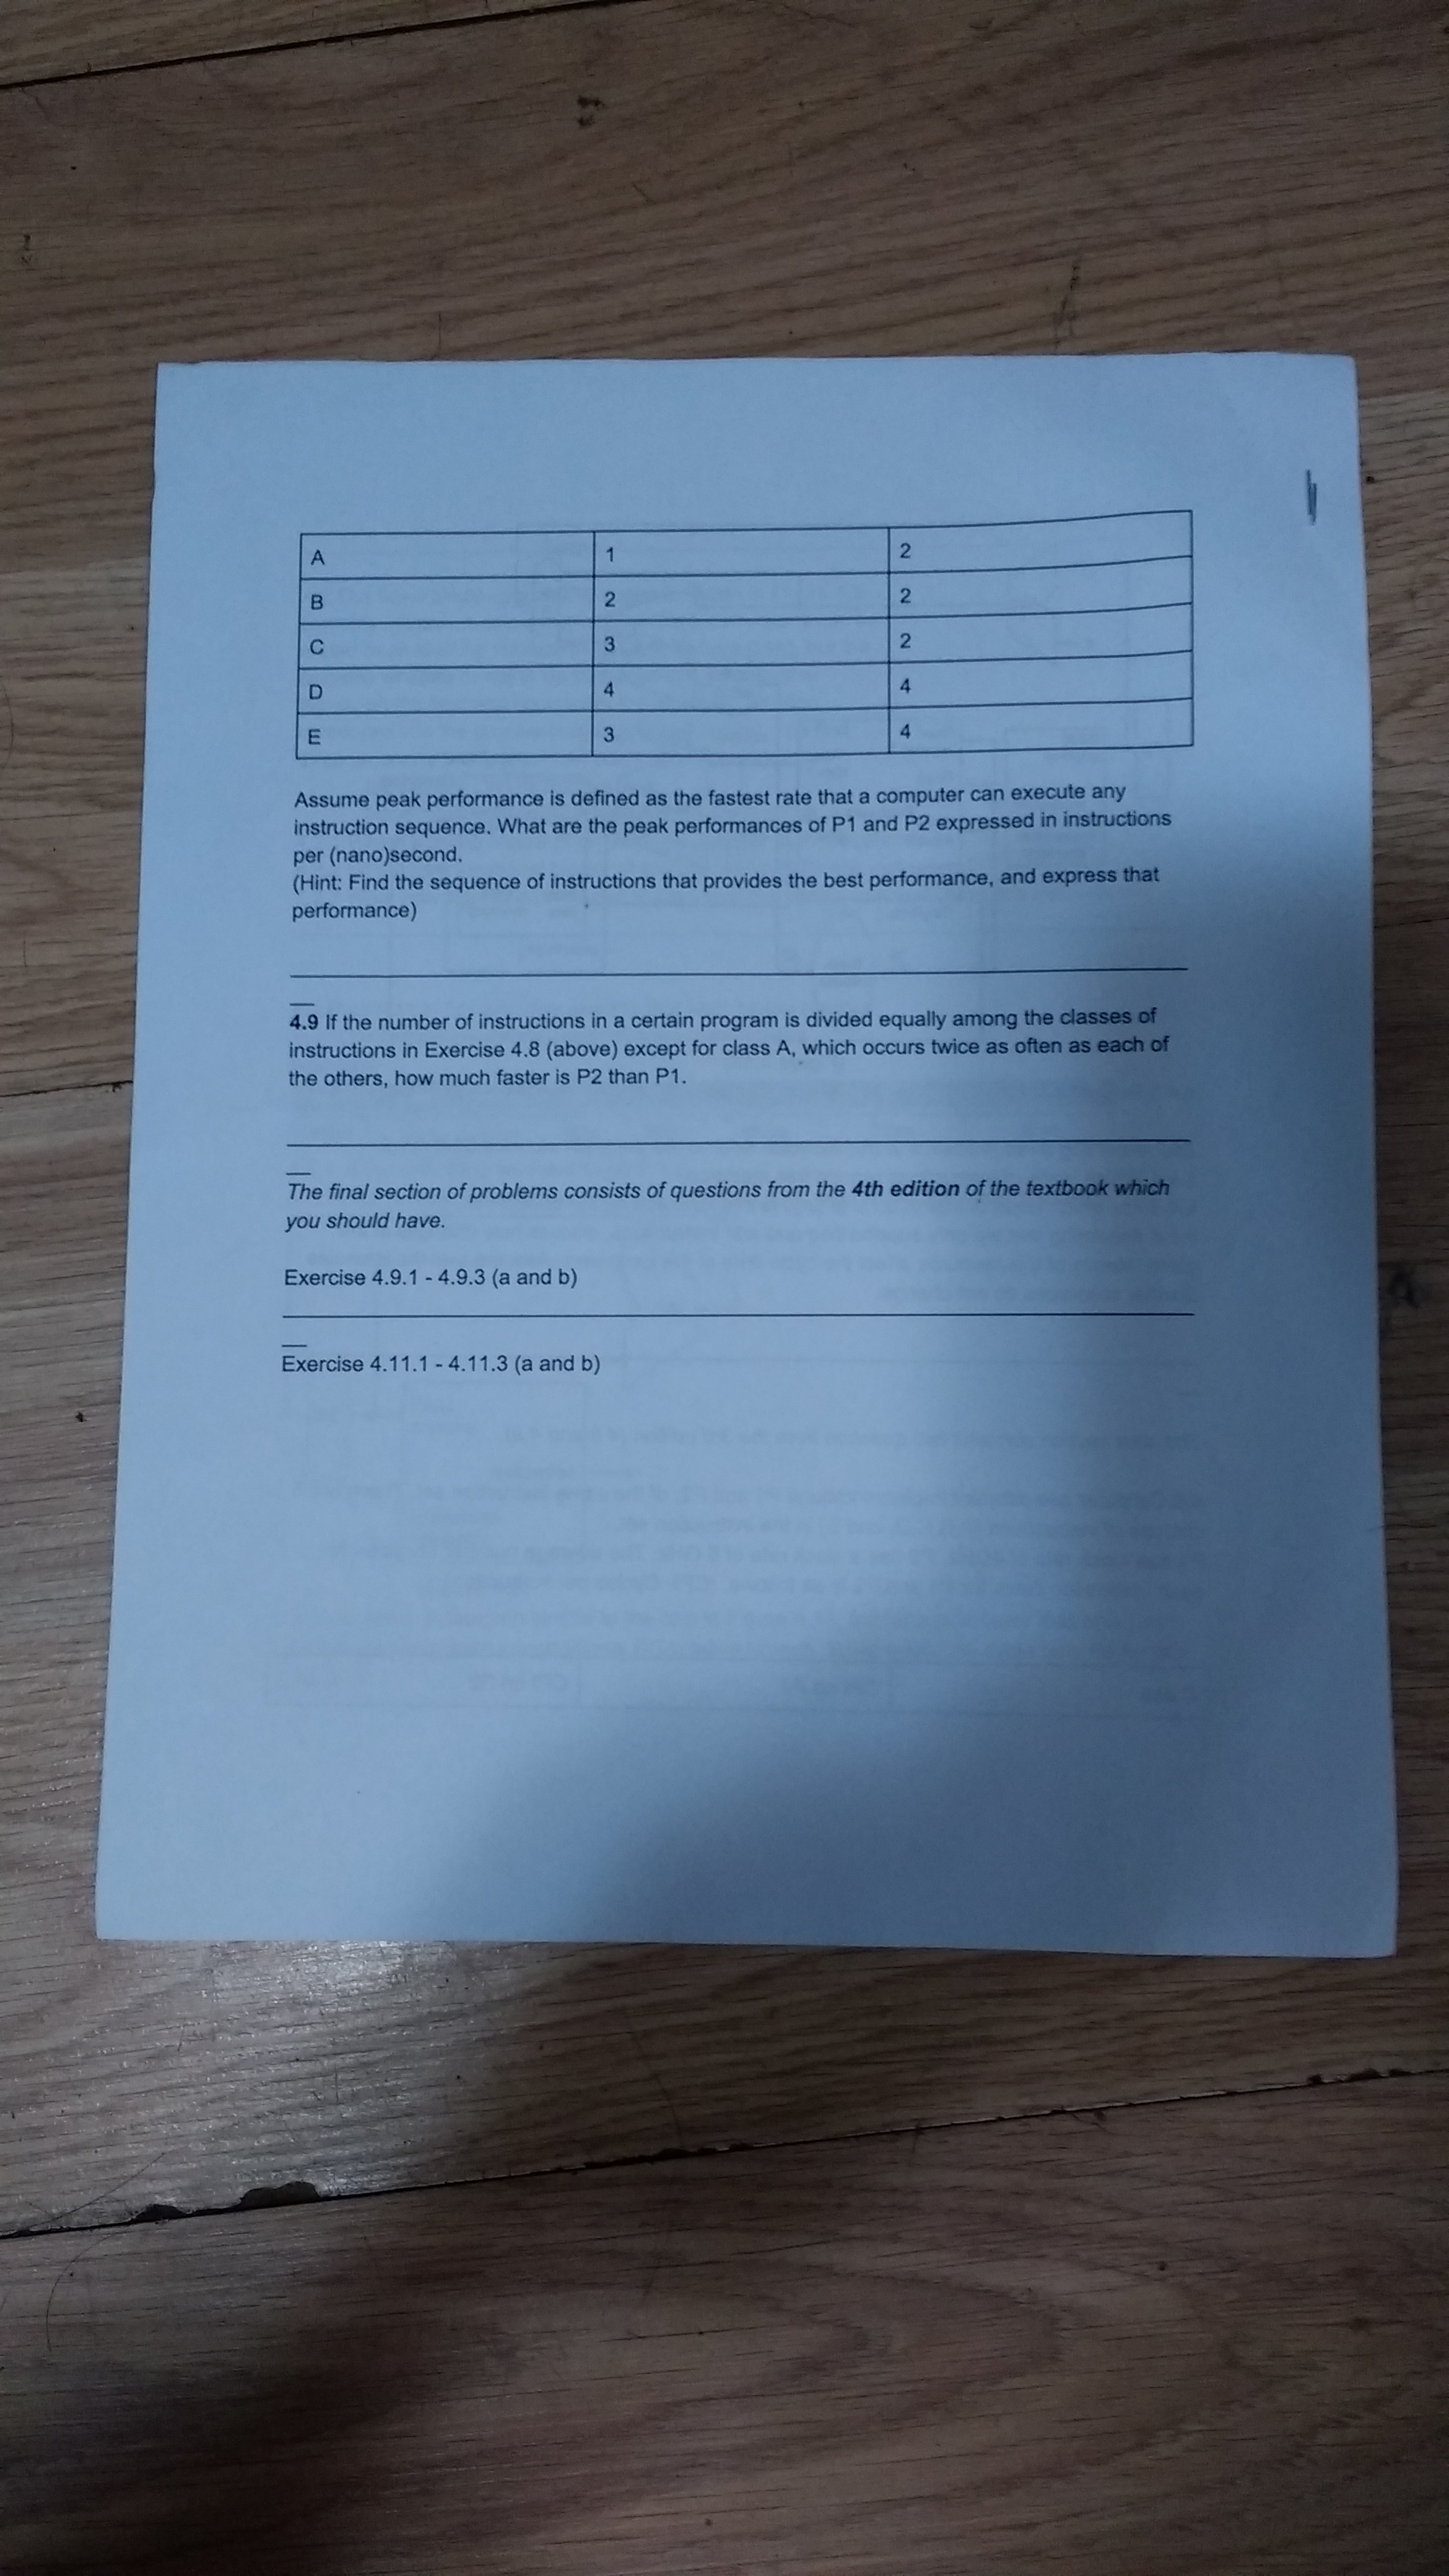 A 1 2
B 2 2
C 3 2
D 4 4
E 3 4
Assume peak performance is defined as the fastest rate that a computer can execute any
instruction sequence. What are the peak performances of P1 and P2 expressed in instructions
per (nano)second.
(Hint: Find the sequence of instructions that provides the best performance, and express that
performance)
4.9 If the number of instructions in a certain program is divided equally among the classes of
instructions in Exercise 4.8 (above) except for class A, which occurs twice as often as each of
the others, how much faster is P2 than P1.
The final section of problems consists of questions from the 4th edition of the textbook which
you should have.
Exercise 4.9.1 - 4.9.3 (a and b)
Exercise 4.11.1 - 4.11.3 (a and b)